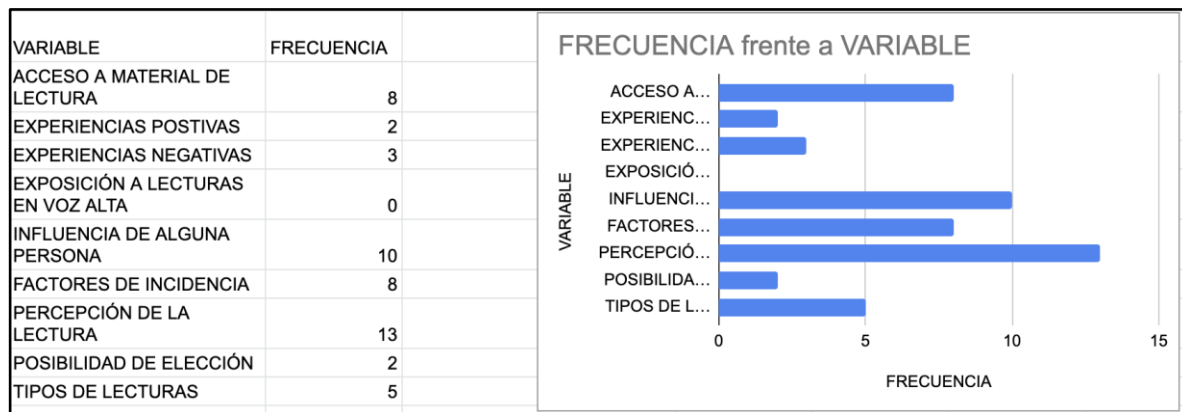 VARIABLE FRECUENCIA
ACCESO A MATERIAL DE
LECTURA 8
EXPERIENCIAS POSTIVAS 2
EXPERIENCIAS NEGATIVAS 3
EXPOSICIÓN A LECTURAS
EN VOZ ALTA 0
INFLUENCIA DE ALGUNA
PERSONA 10
FACTORES DE INCIDENCIA 8
PERCEPCIÓN DE LA
LECTURA 13
POSIBILIDAD DE ELECCIÓN 2
TIPOS DE LECTURAS 5
FRECUENCIA frente a VARIABLE
VARIABLE
ACCESO A…
EXPERIENC…
EXPERIENC…
EXPOSICIÓ…
INFLUENCI…
FACTORES…
PERCEPCIÓ…
POSIBILIDA…
TIPOS DE L…
0 5 10 15
FRECUENCIA